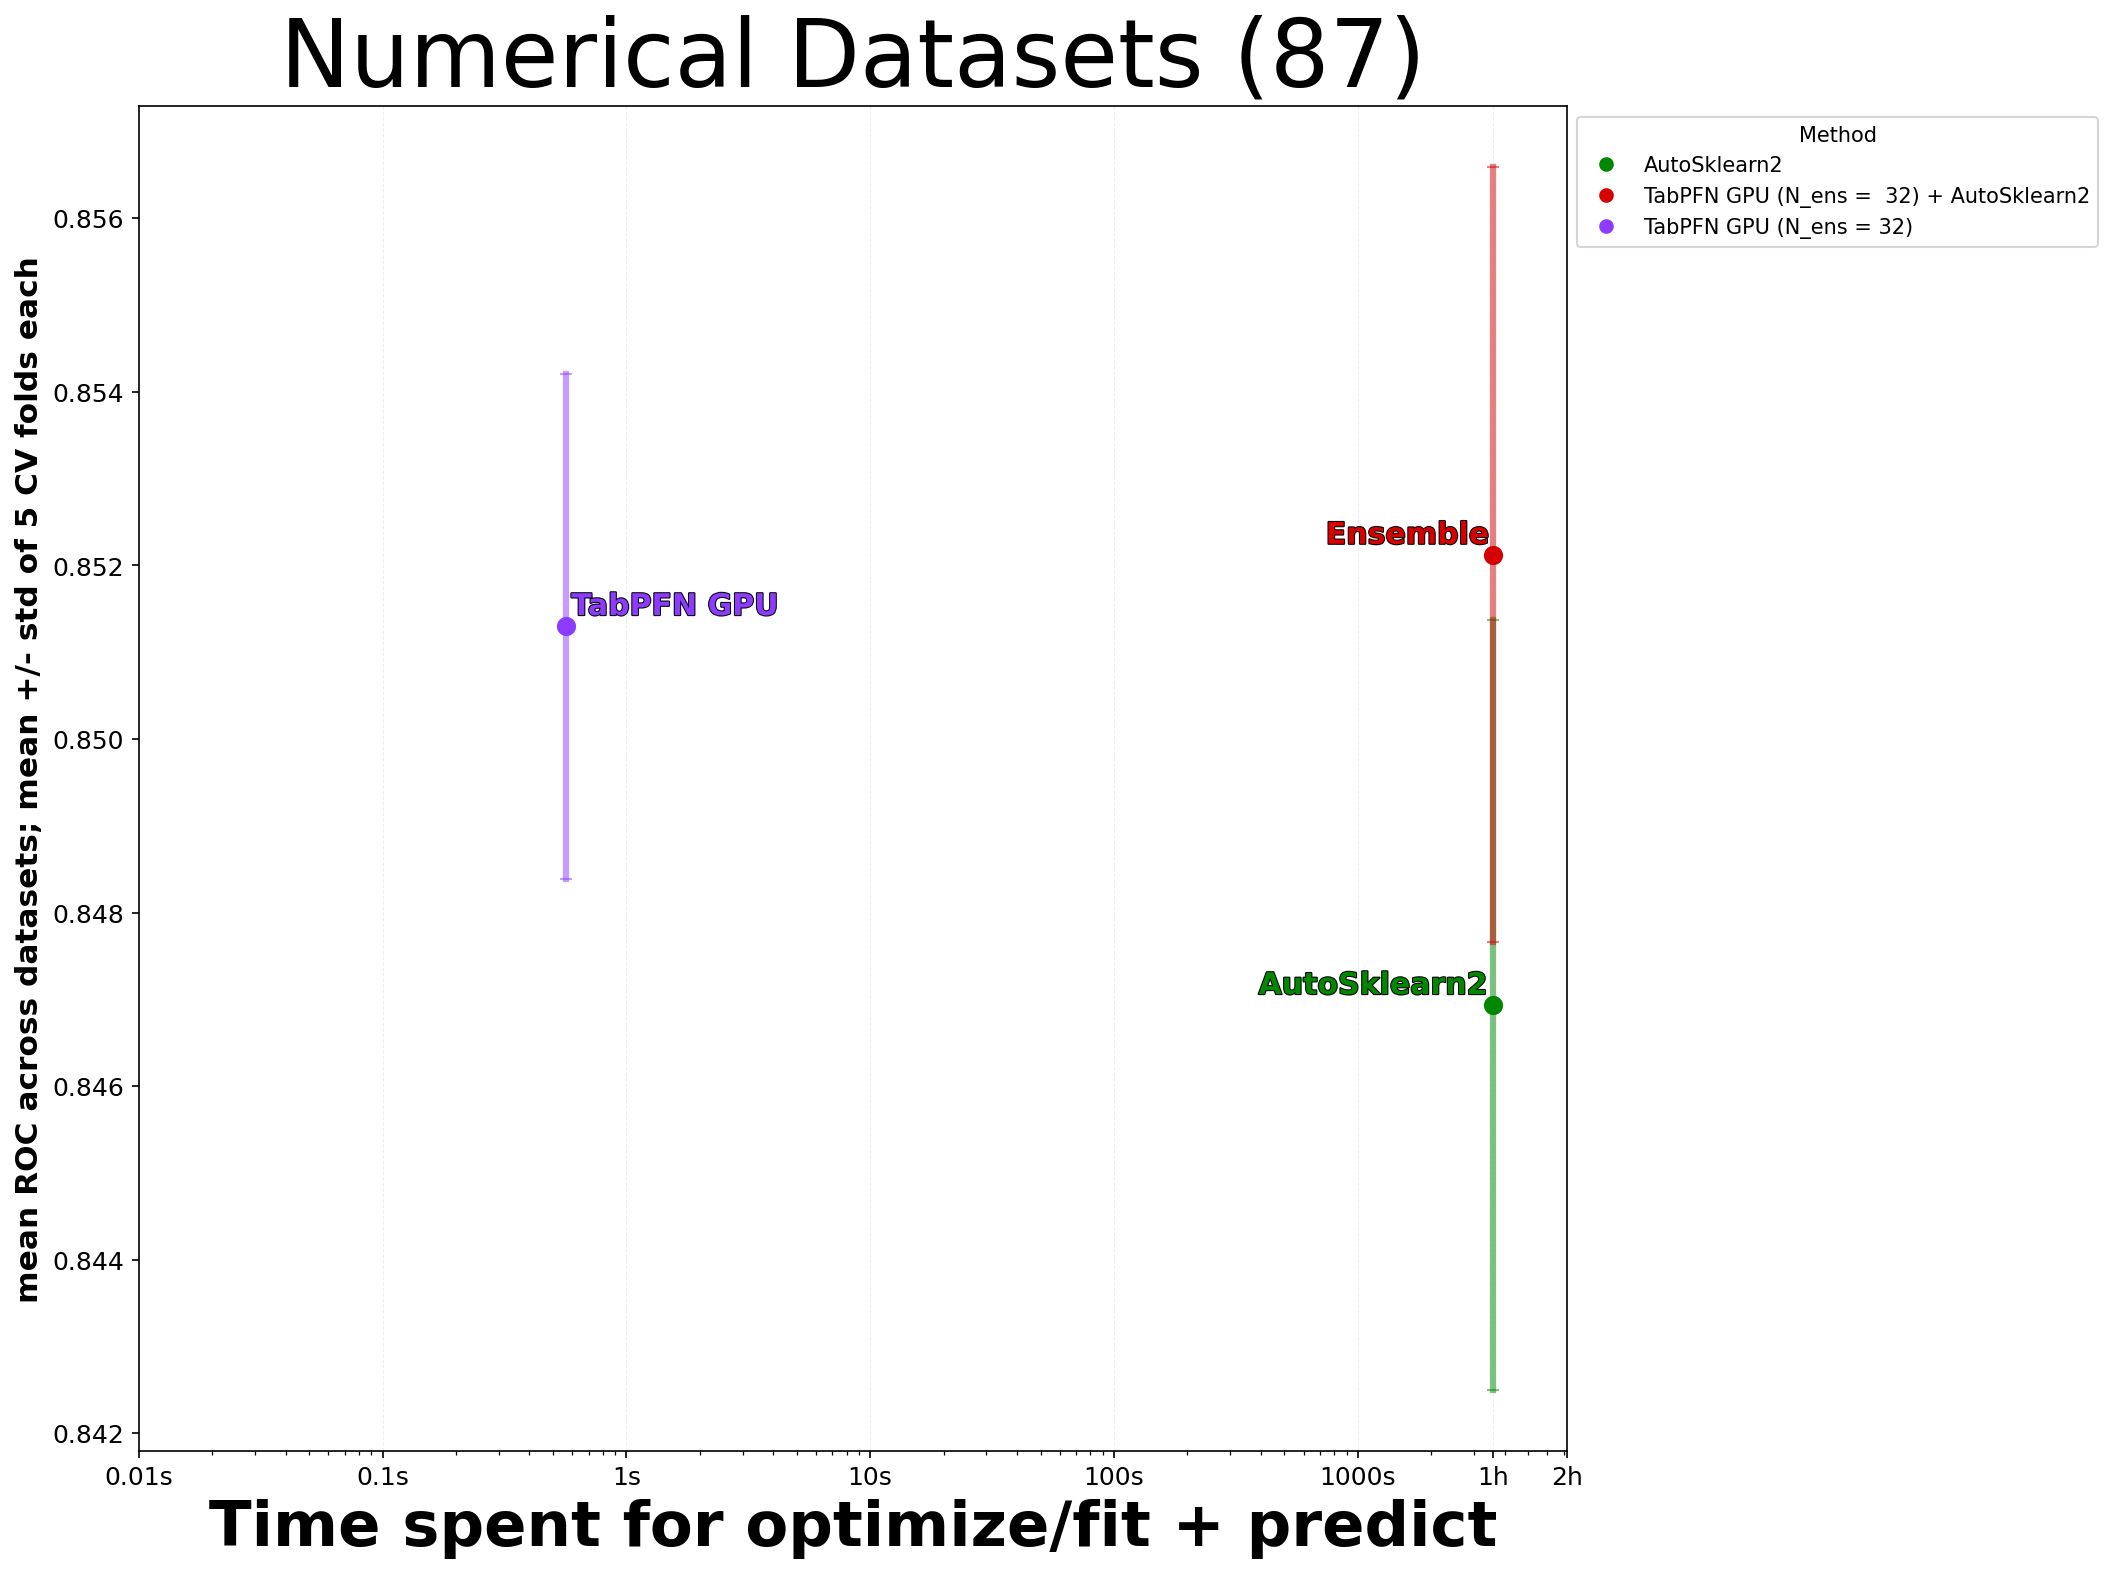 Numerical Datasets (87)
mean ROC across datasets; mean +/- std of 5 CV folds each
0.856
0.854
0.852
0.850
0.848
0.846
0.844
0.842
TabPFN GPU
Ensemble
AutoSklearn2
0.01s 0.1s 1s 10s 100s 1000s 1h 2h
Time spent for optimize/fit + predict
Method
AutoSklearn2
TabPFN GPU (N_ens =  32) + AutoSklearn2
TabPFN GPU (N_ens = 32)